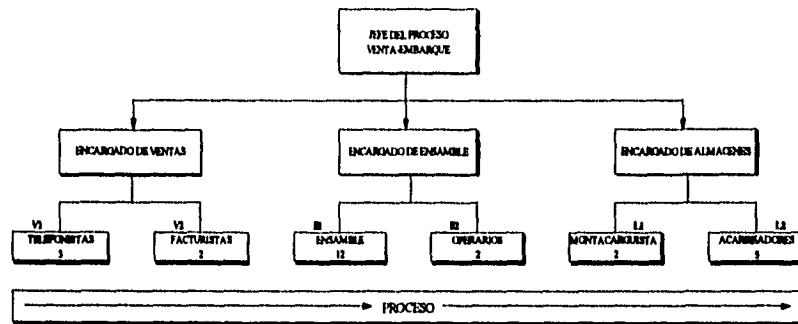 JEFE DEL PROCESO
VENTA-EMBARQUE
ENCARGADO DE VENTAS
ENCARGADO DE ENSAMBLE
ENCARGADO DE ALMACENES
V1
TELEFONISTAS
3
V2
FACTURISTAS
2
E1
ENSAMBLE
12
E2
OPERARIOS
2
L1
MONTACARGUISTA
2
L2
ACARREADORES
PROCESO